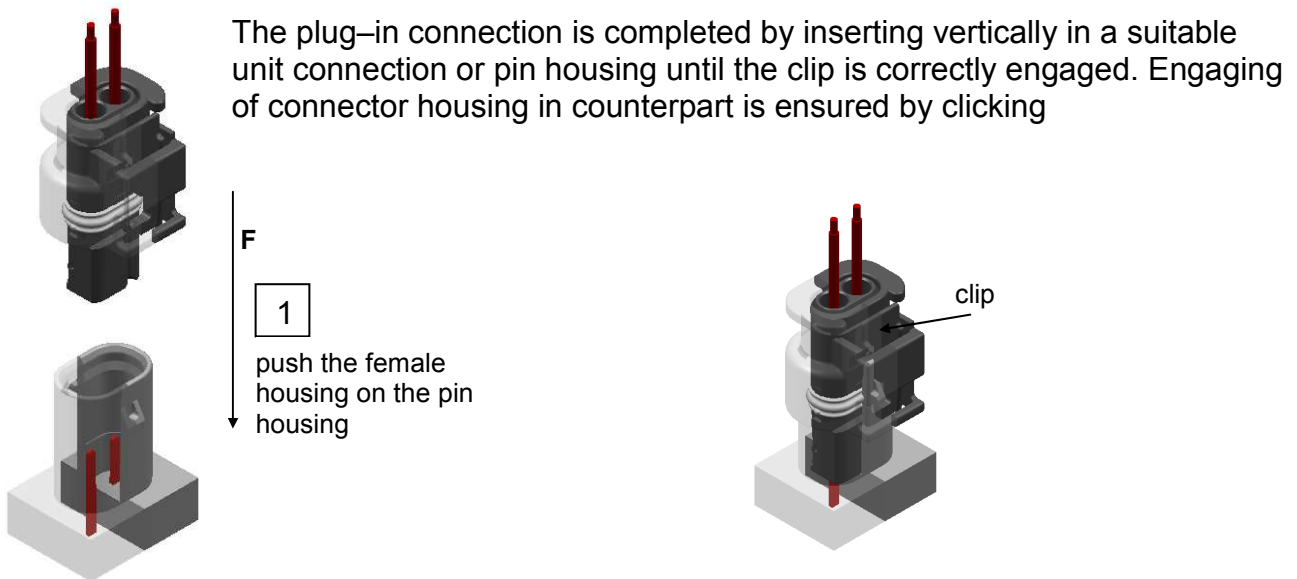 The plug–in connection is completed by inserting vertically in a suitable
unit connection or pin housing until the clip is correctly engaged. Engaging
of connector housing in counterpart is ensured by clicking
F
1
push the female
housing on the pin
housing
clip